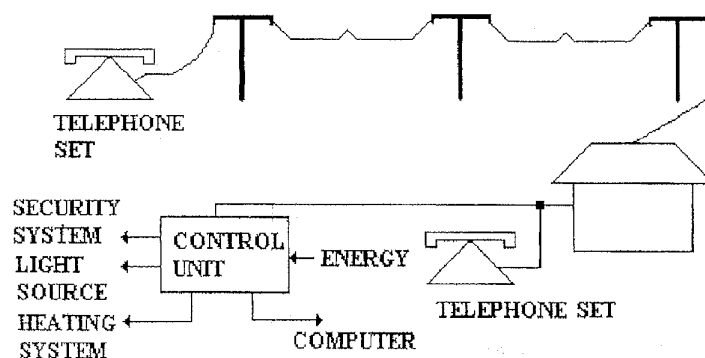 TELEPHONE
SET
SECURITY
SYSTEM
LIGHT
SOURCE
HEATING
SYSTEM
CONTROL
UNIT
ENERGY
COMPUTER
TELEPHONE SET